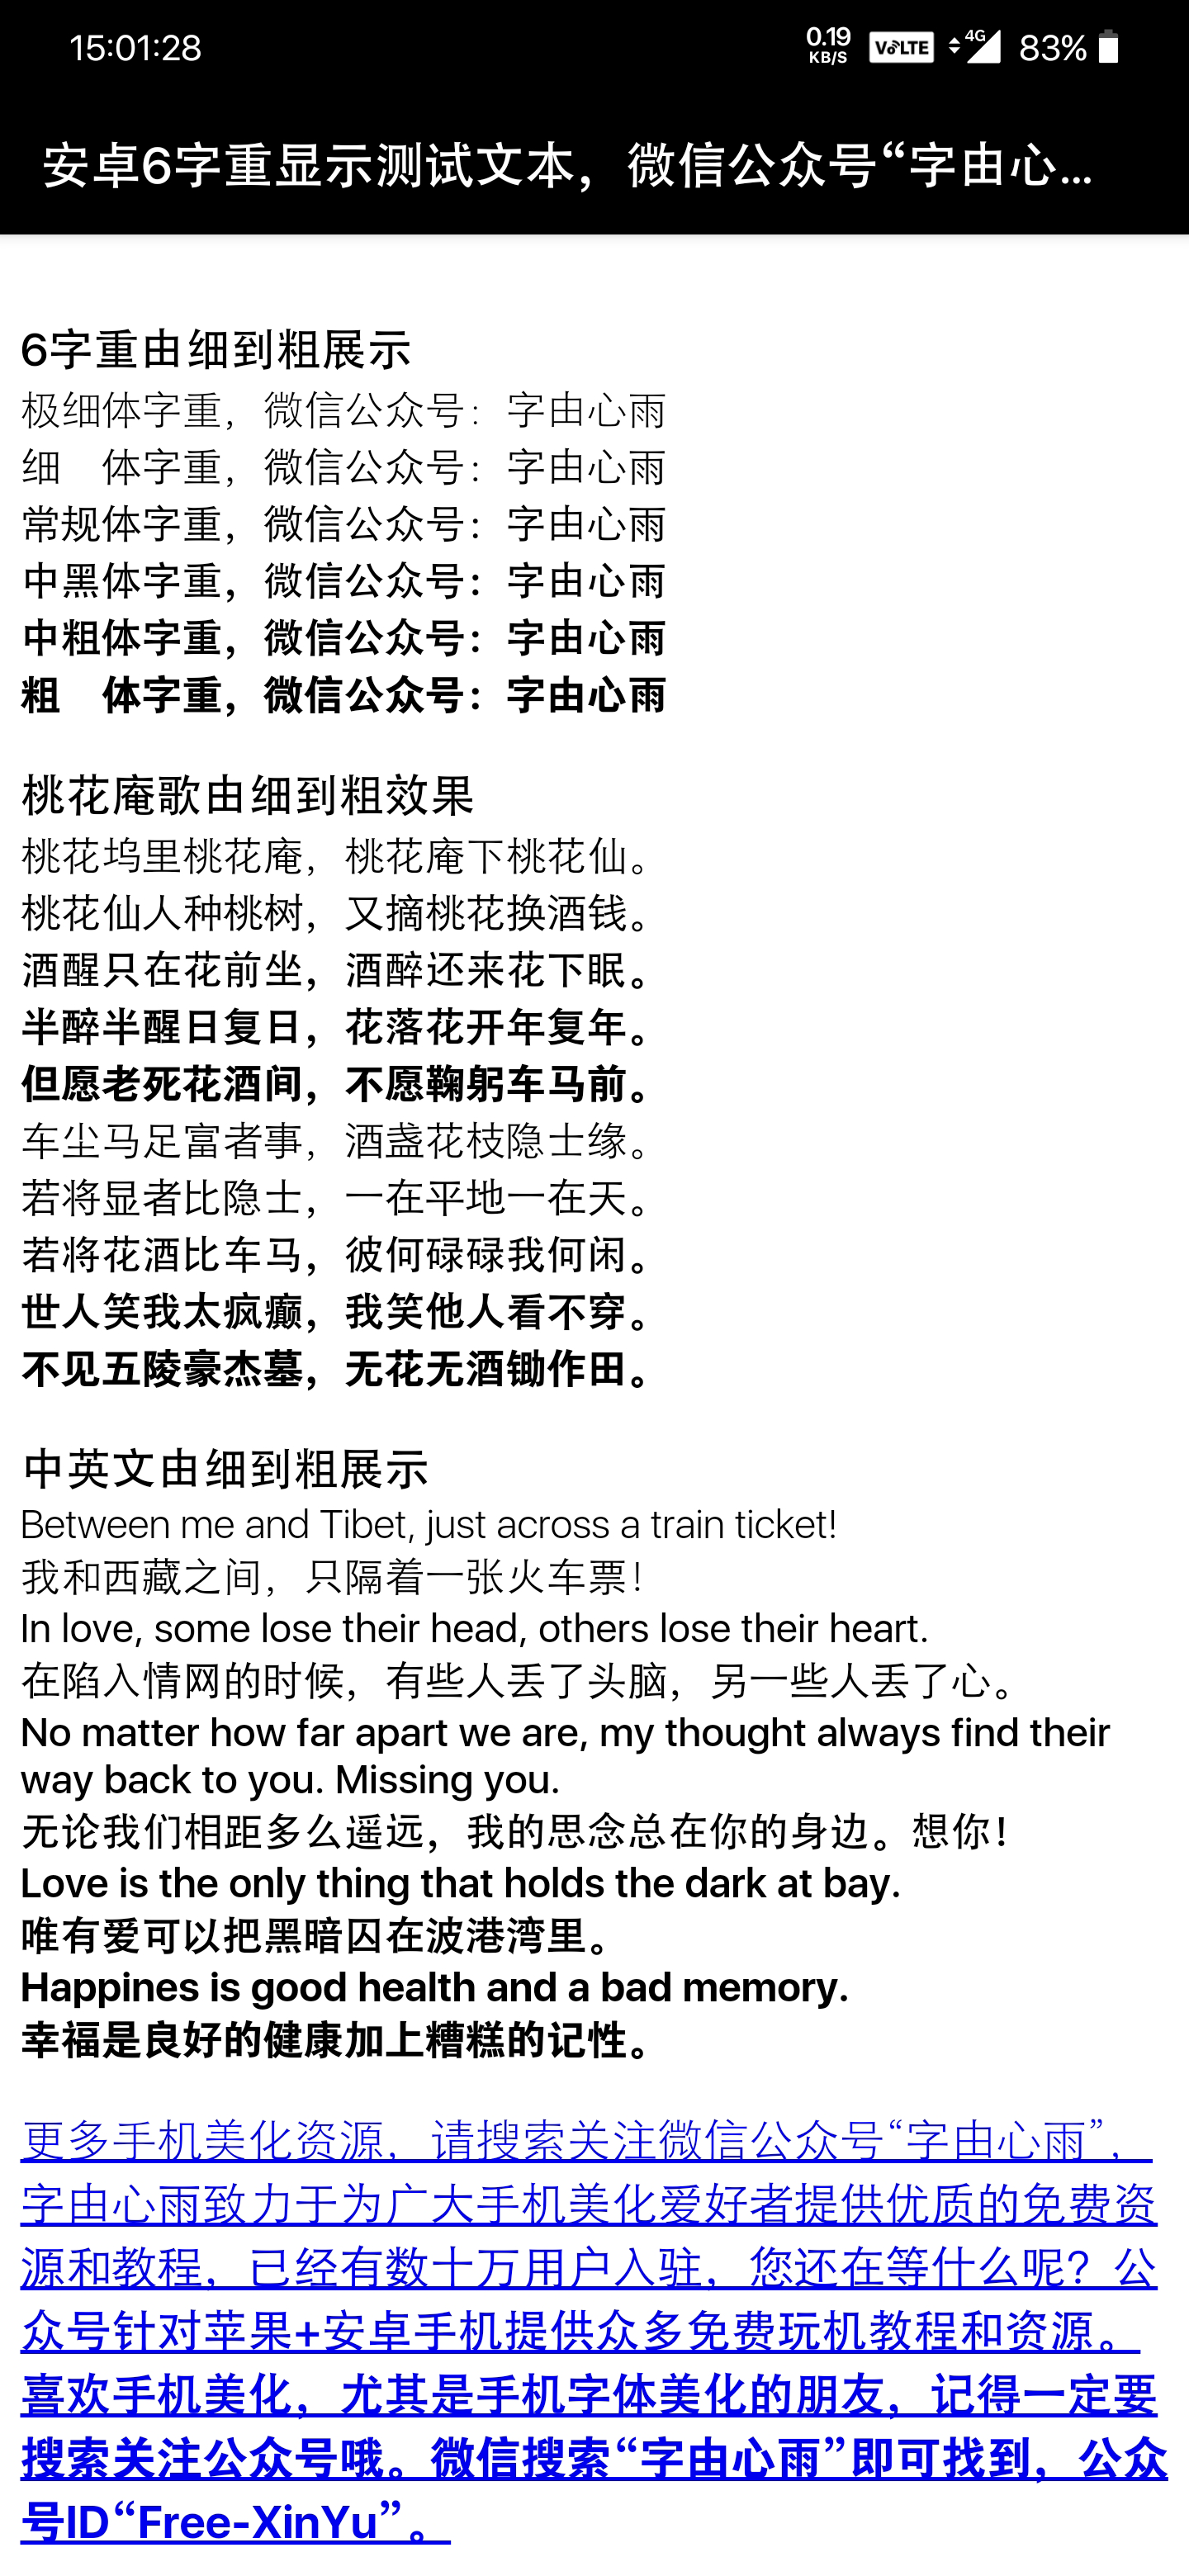 15:01:28 0.19 KB/S VoLTE 4G 83%
安卓6字重显示测试文本，微信公众号“字由心...
6字重由细到粗展示
极细体字重，微信公众号：字由心雨
细　体字重，微信公众号：字由心雨
常规体字重，微信公众号：字由心雨
中黑体字重，微信公众号：字由心雨
中粗体字重，微信公众号：字由心雨
粗　体字重，微信公众号：字由心雨
桃花庵歌由细到粗效果
桃花坞里桃花庵，桃花庵下桃花仙。
桃花仙人种桃树，又摘桃花换酒钱。
酒醒只在花前坐，酒醉还来花下眠。
半醉半醒日复日，花落花开年复年。
但愿老死花酒间，不愿鞠躬车马前。
车尘马足富者事，酒盏花枝隐士缘。
若将显者比隐士，一在平地一在天。
若将花酒比车马，彼何碌碌我何闲。
世人笑我太疯癫，我笑他人看不穿。
不见五陵豪杰墓，无花无酒锄作田。
中英文由细到粗展示
Between me and Tibet, just across a train ticket!
我和西藏之间，只隔着一张火车票！
In love, some lose their head, others lose their heart.
在陷入情网的时候，有些人丢了头脑，另一些人丢了心。
No matter how far apart we are, my thought always find their
way back to you. Missing you.
无论我们相距多么遥远，我的思念总在你的身边。想你！
Love is the only thing that holds the dark at bay.
唯有爱可以把黑暗囚在波港湾里。
Happines is good health and a bad memory.
幸福是良好的健康加上糟糕的记性。
更多手机美化资源，请搜索关注微信公众号“字由心雨”，
字由心雨致力于为广大手机美化爱好者提供优质的免费资
源和教程，已经有数十万用户入驻，您还在等什么呢？公
众号针对苹果+安卓手机提供众多免费玩机教程和资源。
喜欢手机美化，尤其是手机字体美化的朋友，记得一定要
搜索关注公众号哦。微信搜索“字由心雨”即可找到，公众
号ID“Free-XinYu”。